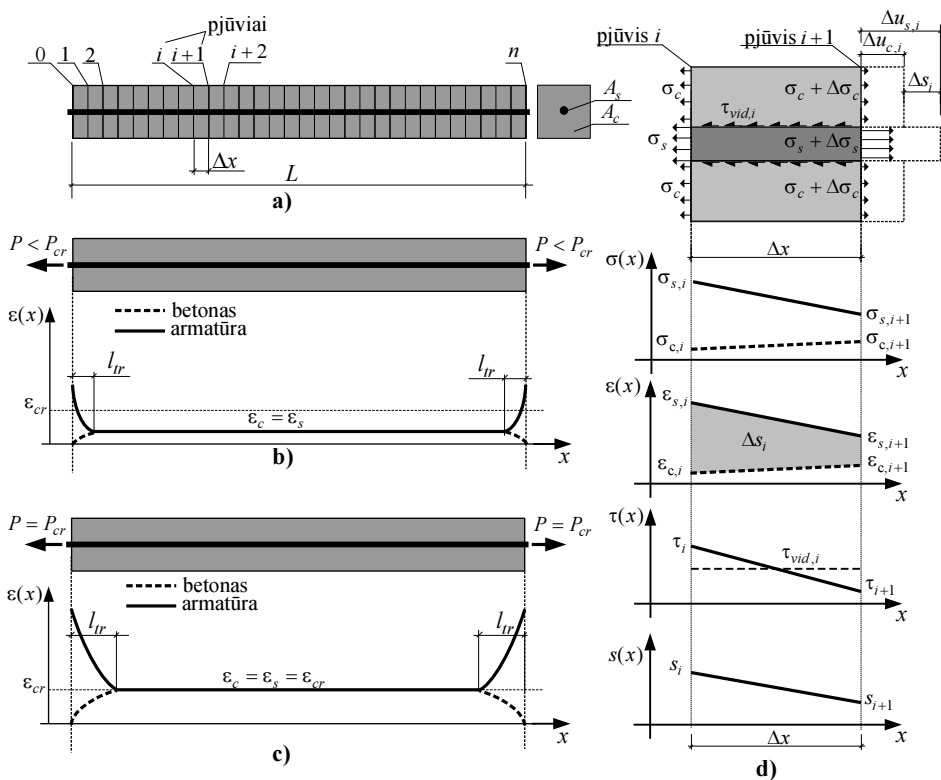 pjūviai
0 1 2 i i+1 i+2 n
A_s
A_c
Δx
L
a)
P < P_cr P < P_cr
ε(x)
betonas
armatūra
l_tr l_tr
ε_cr
ε_c = ε_s
x
b)
P = P_cr P = P_cr
betonas
armatūra
ε(x)
l_tr l_tr
ε_cr
ε_c = ε_s = ε_cr
x
c)
Δu_s,i
pjūvis i pjūvis i+1 Δu_c,i
Δs_i
σ_c σ_c + Δσ_c
τ_vid,i
σ_s σ_s + Δσ_s
σ_c σ_c + Δσ_c
Δx
σ(x)
σ_s,i
σ_s,i+1
σ_c,i σ_c,i+1
x
ε(x)
ε_s,i
Δs_i ε_s,i+1
ε_c,i ε_c,i+1
x
τ(x)
τ_i τ_vid,i
τ_i+1
x
s(x)
s_i
s_i+1
x
Δx
d)